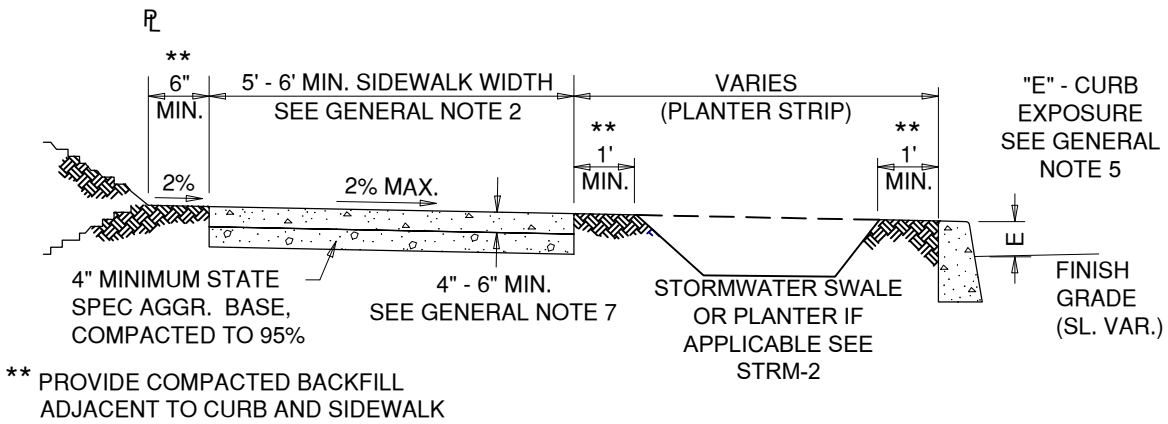 PL
**
6"
MIN.
5' - 6' MIN. SIDEWALK WIDTH
SEE GENERAL NOTE 2
VARIES
(PLANTER STRIP)
"E" - CURB
EXPOSURE
SEE GENERAL
NOTE 5
**
1'
MIN.
**
1'
MIN.
2%
2% MAX.
E
4" MINIMUM STATE
SPEC AGGR. BASE,
COMPACTED TO 95%
4" - 6" MIN.
SEE GENERAL NOTE 7
STORMWATER SWALE
OR PLANTER IF
APPLICABLE SEE
STRM-2
FINISH
GRADE
(SL. VAR.)
** PROVIDE COMPACTED BACKFILL
ADJACENT TO CURB AND SIDEWALK